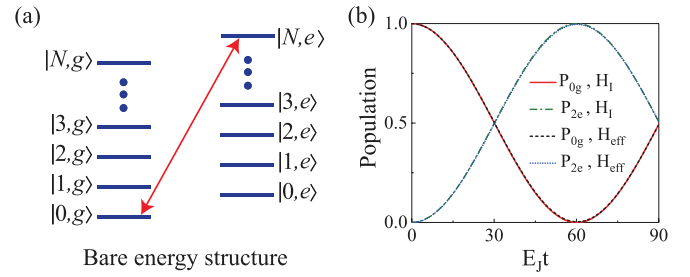 (a)
|N,g⟩
|3,g⟩
|2,g⟩
|1,g⟩
|0,g⟩
|N,e⟩
|3,e⟩
|2,e⟩
|1,e⟩
|0,e⟩
Bare energy structure
(b)
Population
1.0
0.5
0.0
P0g , HI
P2e , HI
P0g , Heff
P2e , Heff
0 30 60 90
EJt